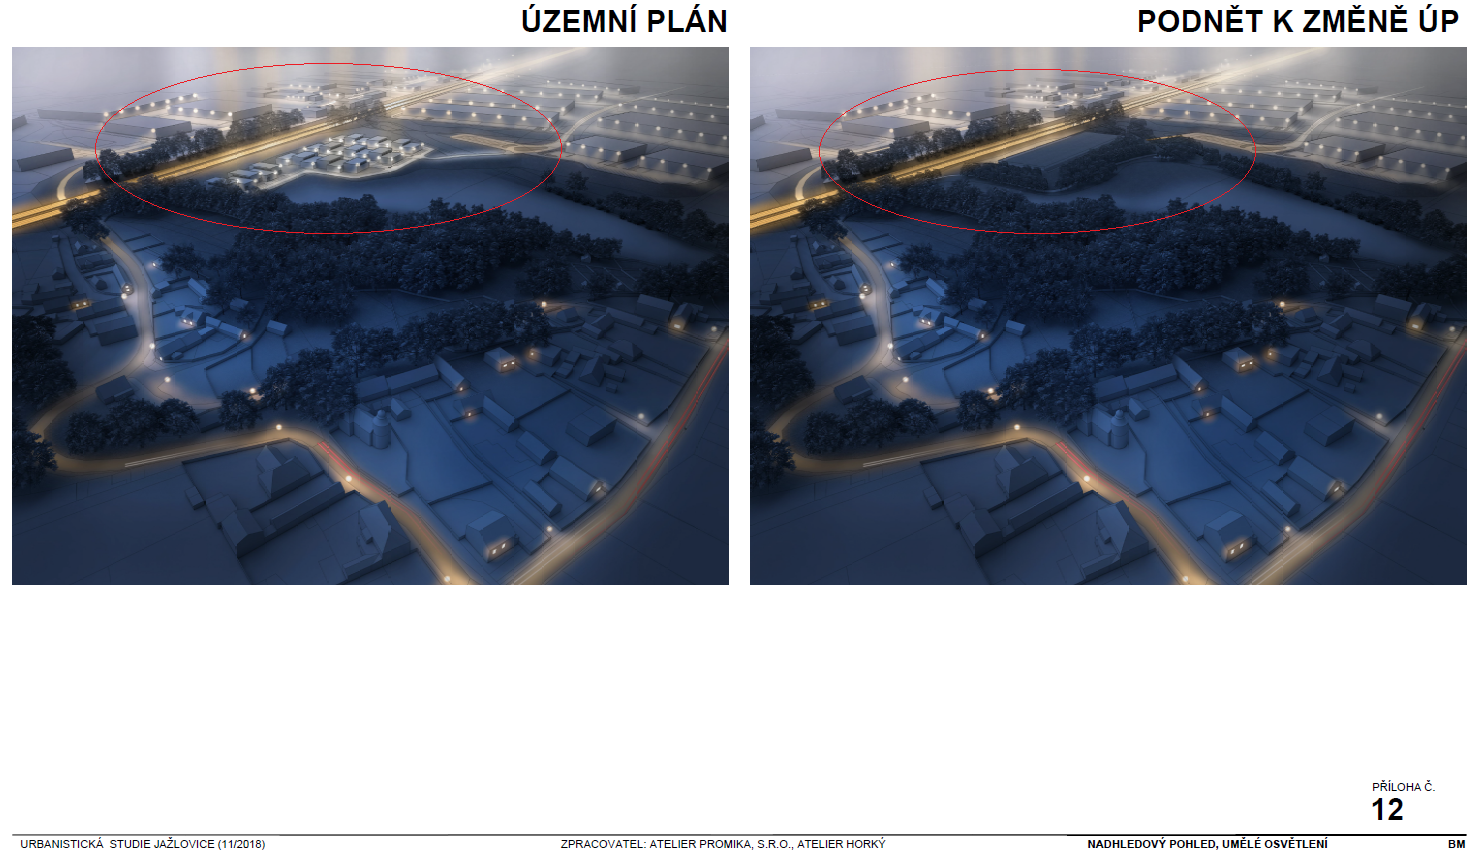 ÚZEMNÍ PLÁN
PODNĚT K ZMĚNĚ ÚP
PŘÍLOHA Č.
12
URBANISTICKÁ STUDIE JAŽLOVICE (11/2018)
ZPRACOVATEL: ATELIER PROMIKA, S.R.O., ATELIER HORKÝ
NADHLEDOVÝ POHLED, UMĚLÉ OSVĚTLENÍ
BM